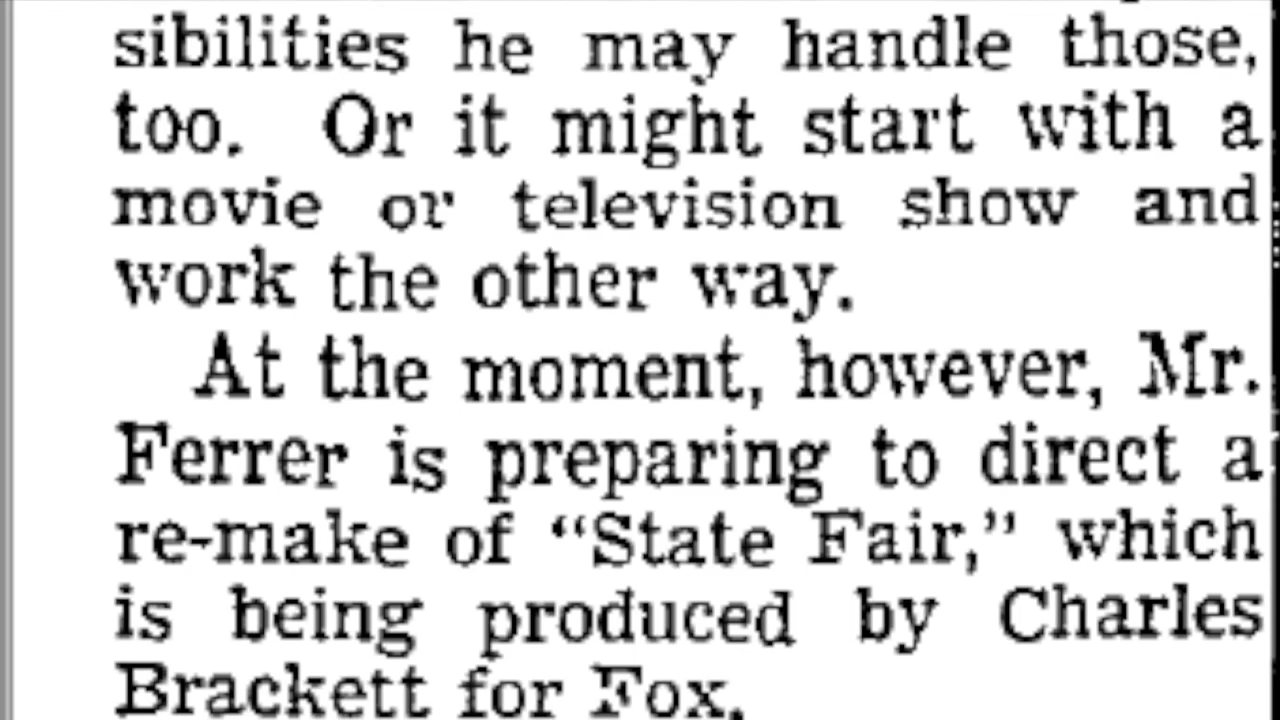 sibilities he may handle those,
too. Or it might start with a
movie or television show and
work the other way.
At the moment, however, Mr.
Ferrer is preparing to direct a
re-make of “State Fair,” which
is being produced by Charles
Brackett for Fox.